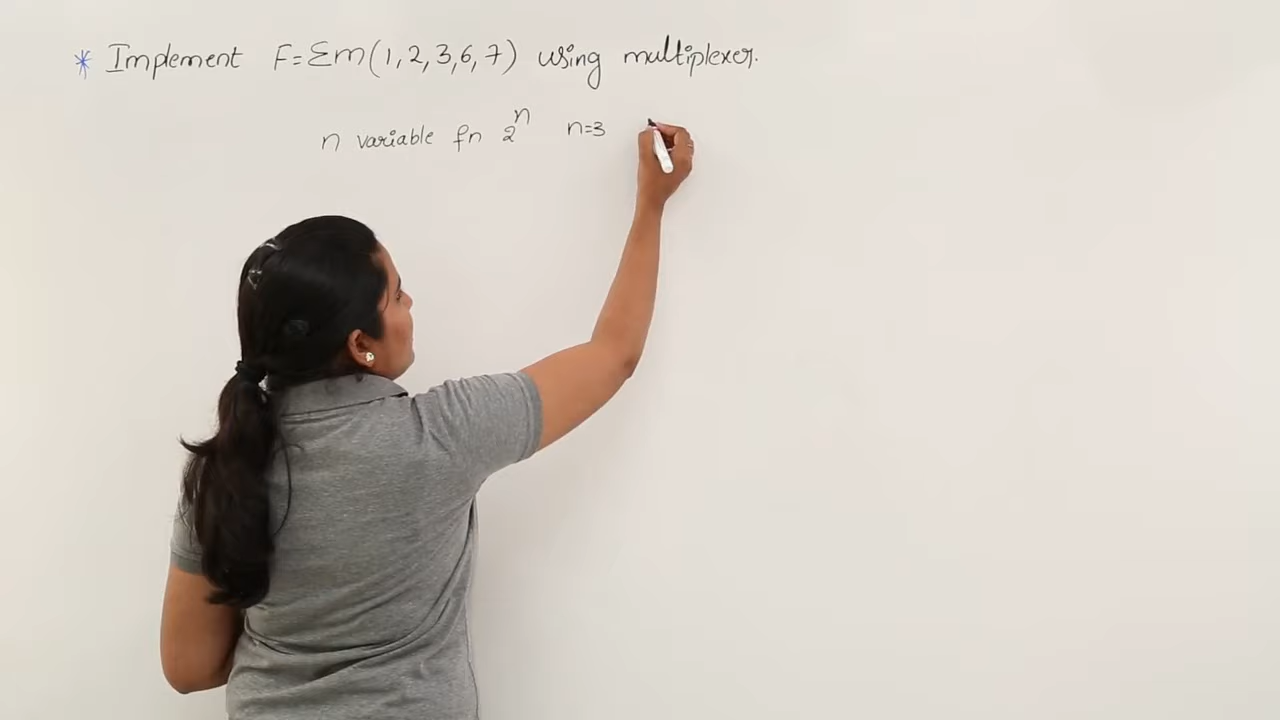 * Implement F=Σm(1,2,3,6,7) using multiplexer.
n variable fn 2^n n=3